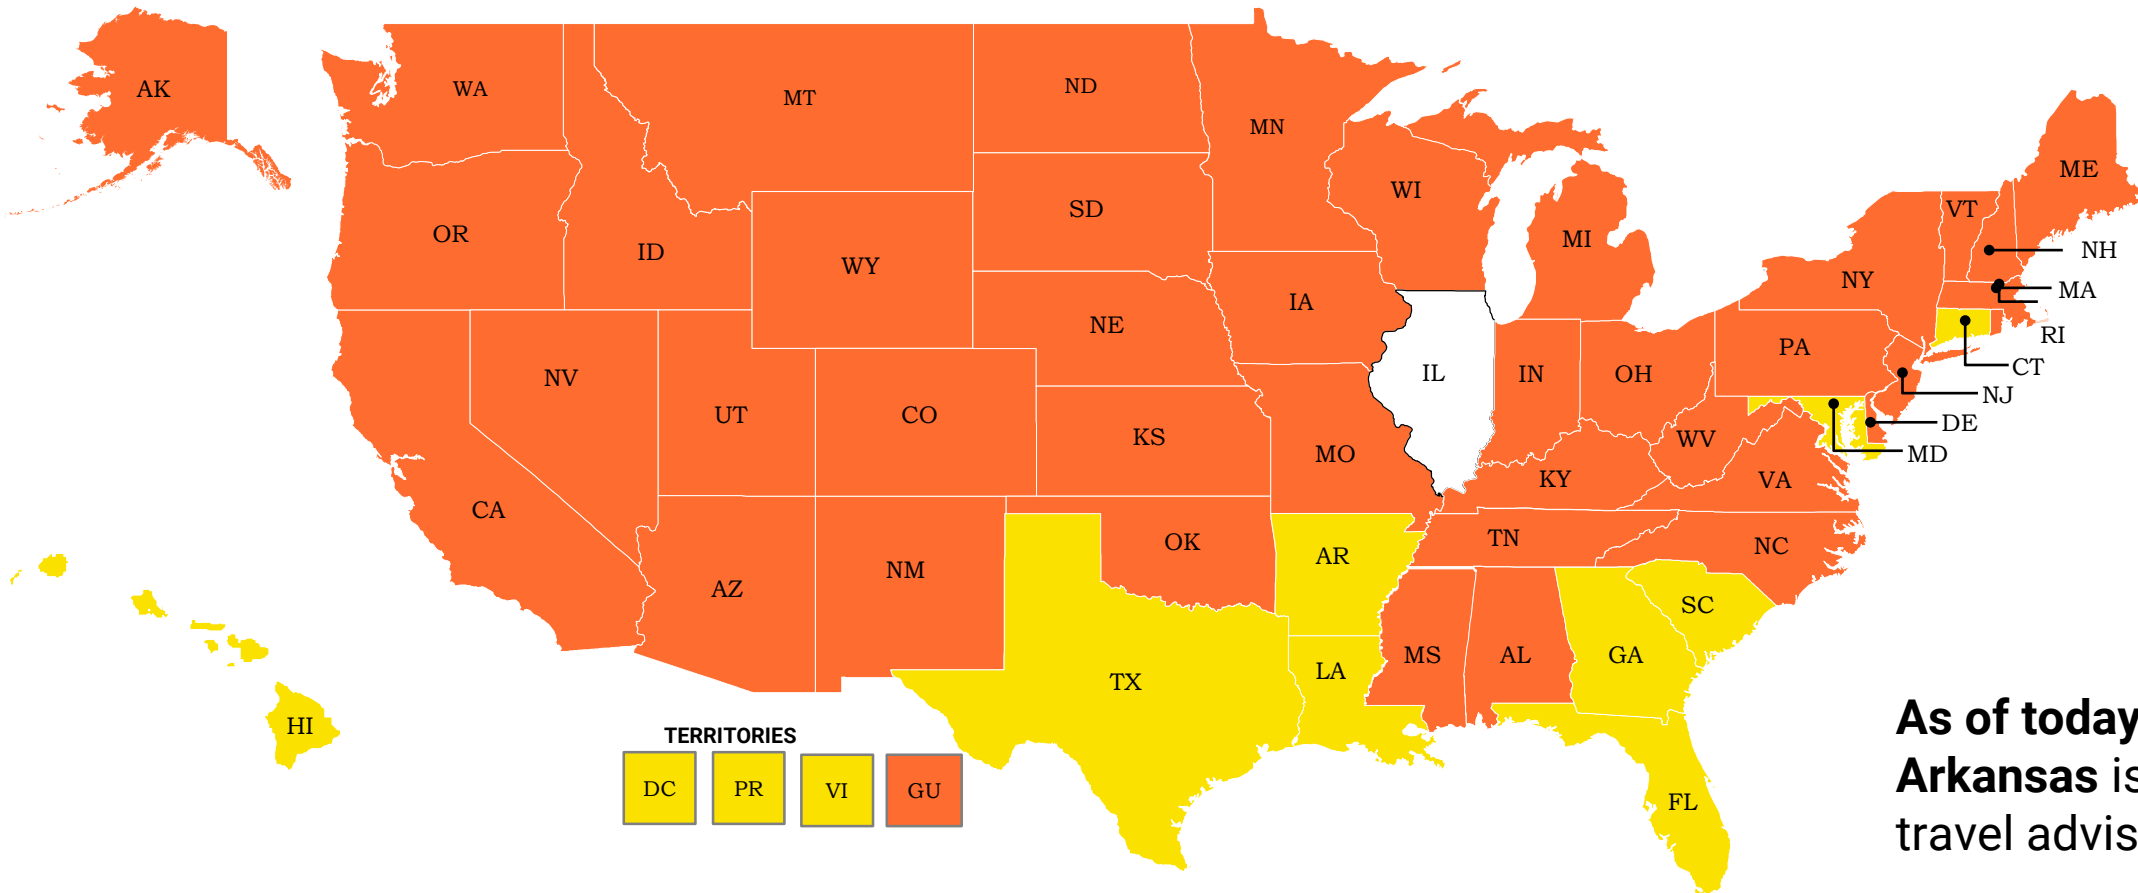 AK
WA
MT
ND
MN
WI
MI
ME
VT
NH
NY
MA
RI
CT
NJ
DE
MD
PA
OR
ID
WY
SD
IA
NE
NV
UT
CO
KS
MO
IL
IN
OH
WV
VA
KY
CA
AZ
NM
OK
AR
TN
NC
SC
MS
AL
GA
TX
LA
FL
HI
TERRITORIES
DC
PR
VI
GU
As of today
Arkansas is
travel advis